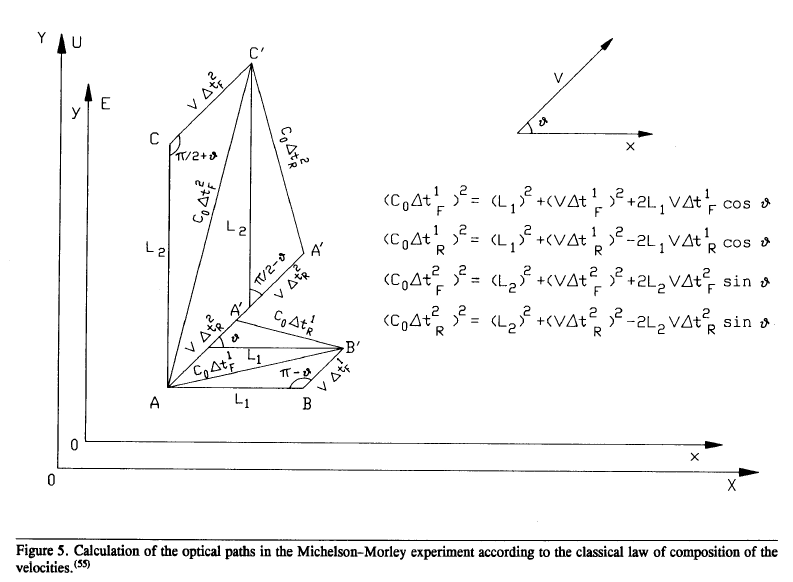 Y U
y E
C'
V Δt²F
C
π/2+ϑ
C₀Δt²F
C₀Δt²R
L₂
L₂
π/2-ϑ
A'
V Δt²R
A'
V Δt²R
C₀Δt¹R
ϑ
L₁
B'
C₀Δt¹F
π-ϑ
V Δt¹F
A
L₁
B
0
x
0
X
V
ϑ
x
(C₀Δt¹F)²= (L₁)²+(VΔt¹F)²+2L₁VΔt¹F cos ϑ
(C₀Δt¹R)²= (L₁)²+(VΔt¹R)²-2L₁VΔt¹R cos ϑ
(C₀Δt²F)²= (L₂)²+(VΔt²F)²+2L₂VΔt²F sin ϑ
(C₀Δt²R)²= (L₂)²+(VΔt²R)²-2L₂VΔt²R sin ϑ
Figure 5. Calculation of the optical paths in the Michelson-Morley experiment according to the classical law of composition of the
velocities.(55)